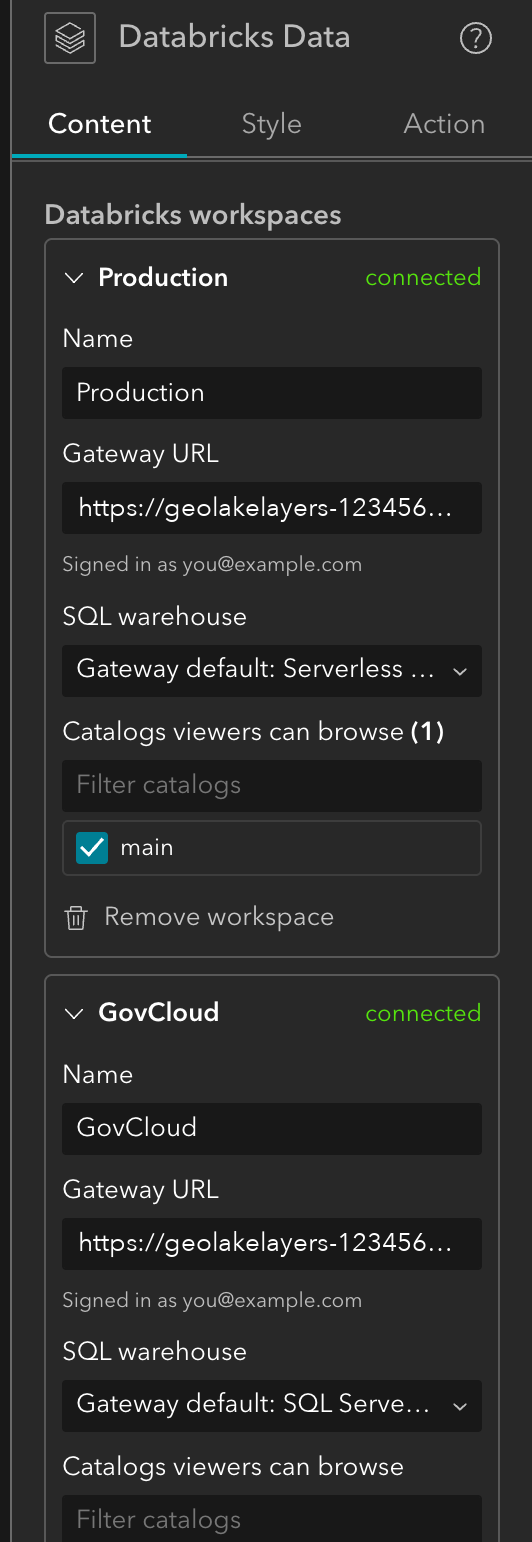 Databricks Data
?
Content Style Action
Databricks workspaces
Production connected
Name
Production
Gateway URL
https://geolakelayers-123456...
Signed in as you@example.com
SQL warehouse
Gateway default: Serverless ...
Catalogs viewers can browse (1)
Filter catalogs
main
Remove workspace
GovCloud connected
Name
GovCloud
Gateway URL
https://geolakelayers-123456...
Signed in as you@example.com
SQL warehouse
Gateway default: SQL Serve...
Catalogs viewers can browse
Filter catalogs